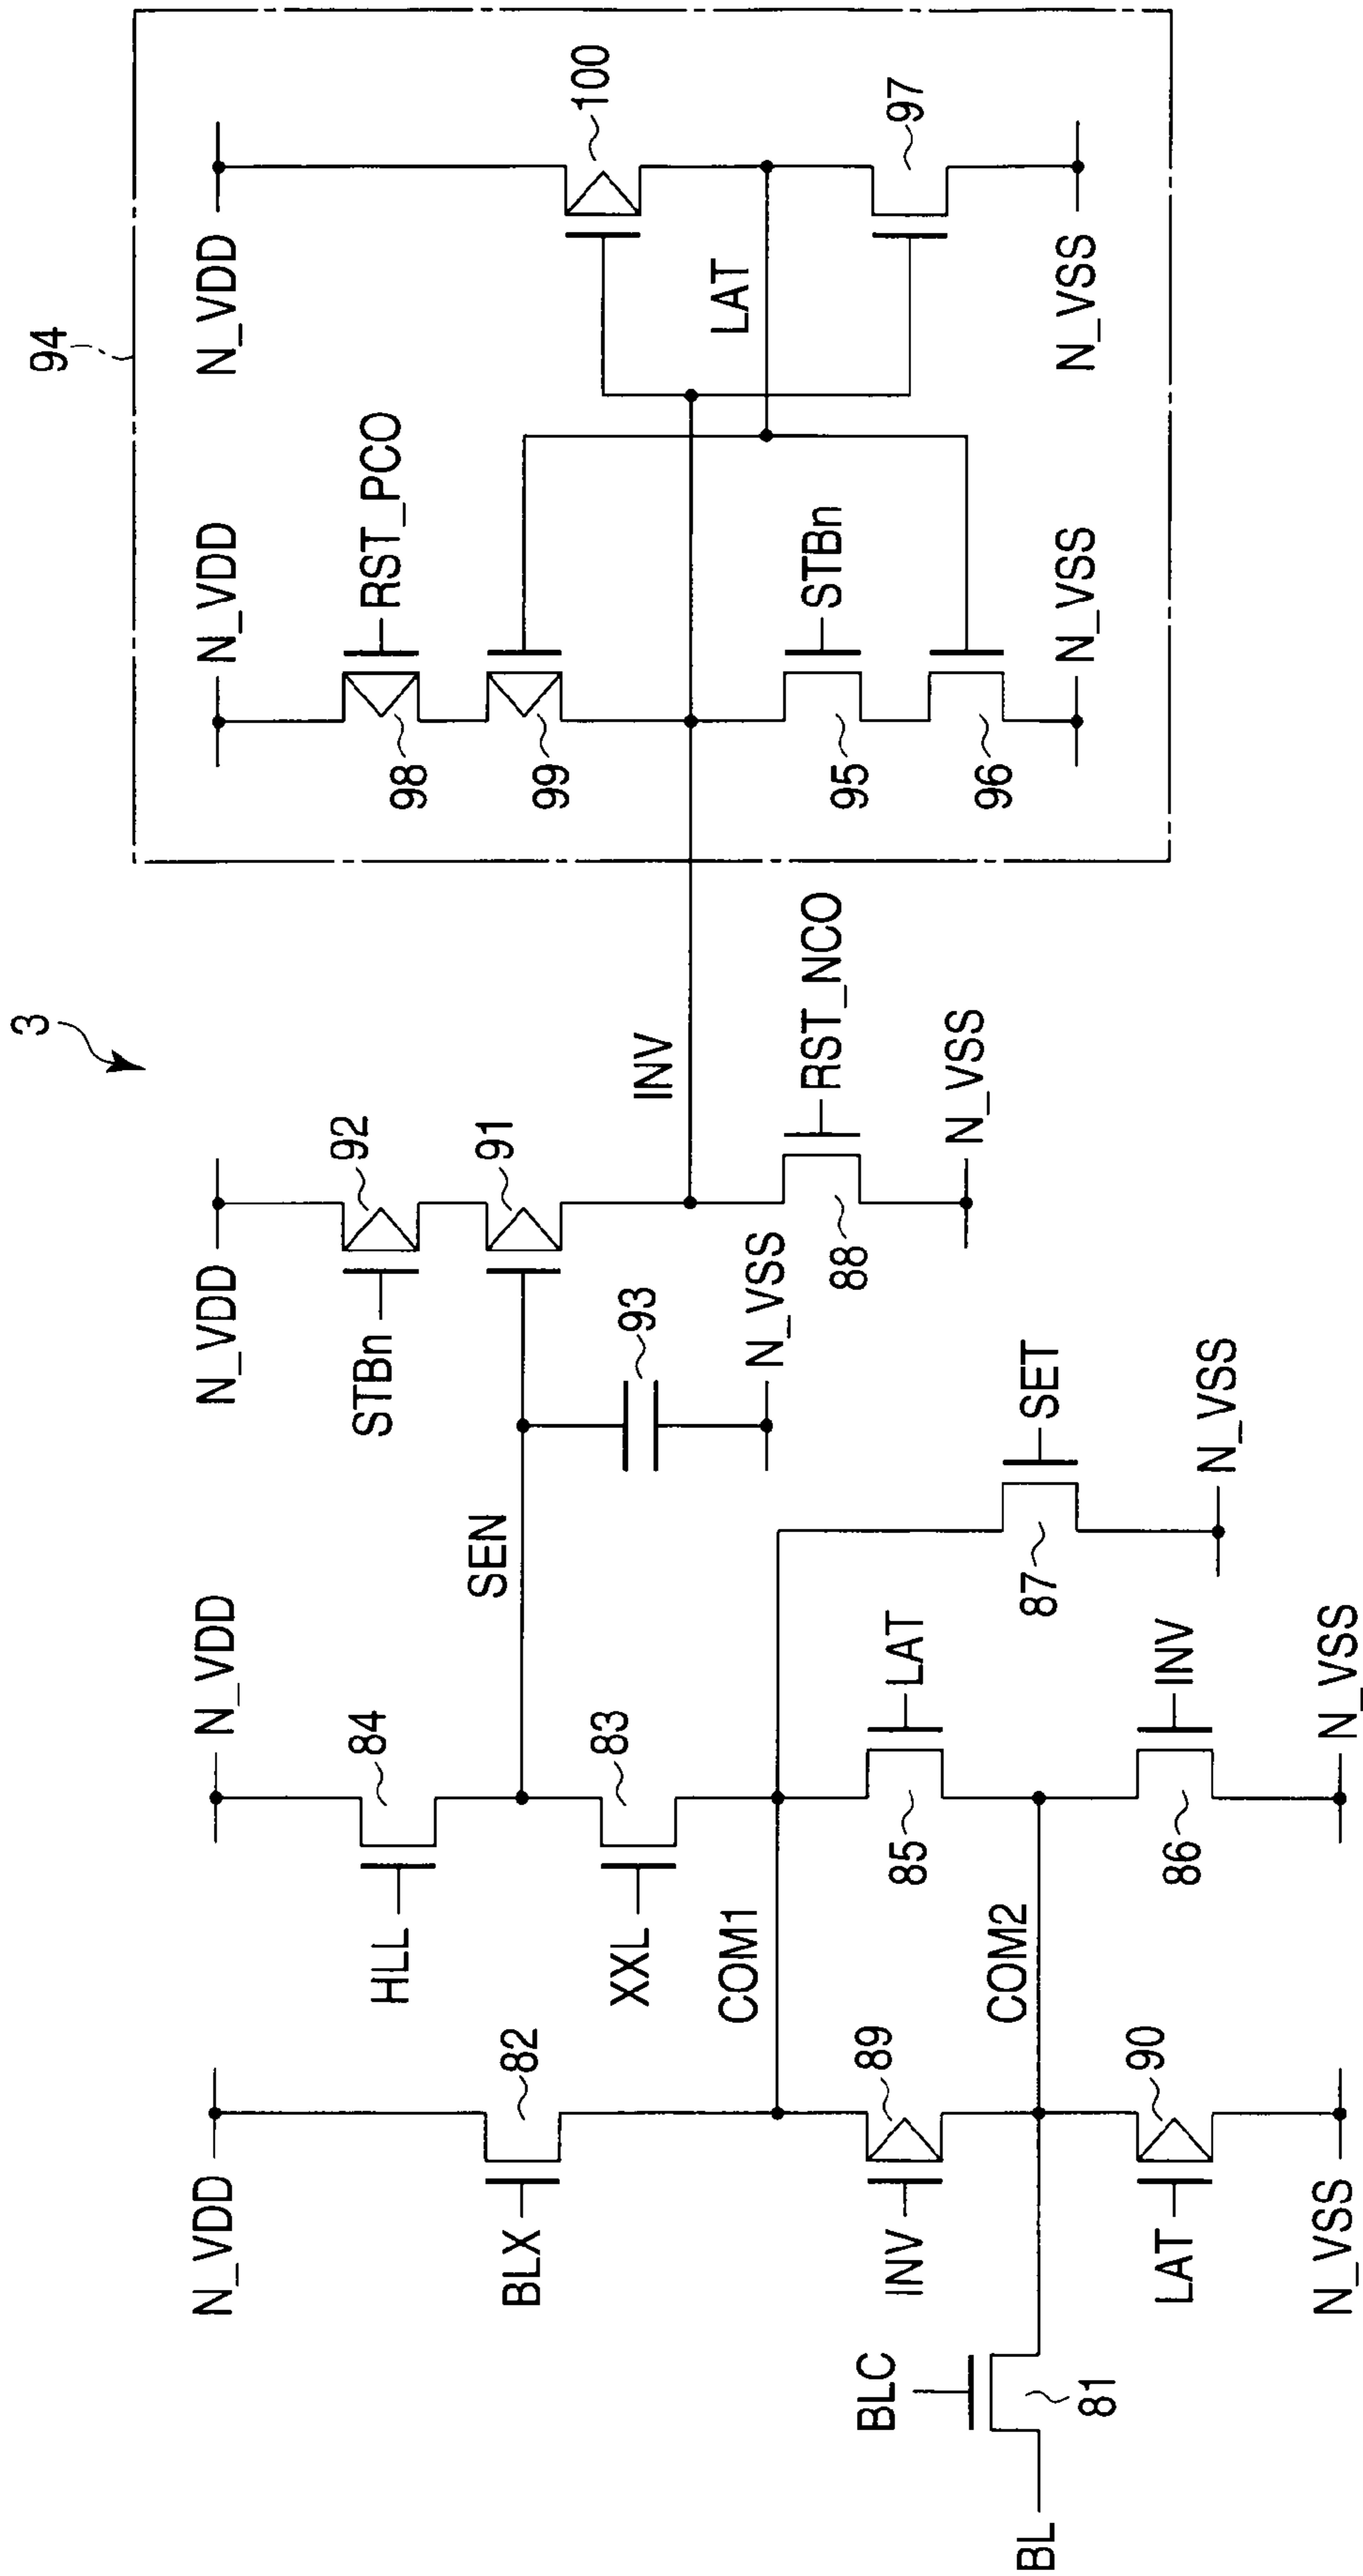 3
94
N_VDD
N_VDD
N_VDD
N_VDD
N_VDD
HLL
84
STBn
92
98
RST_PCO
BLX
82
SEN
91
99
100
XXL
83
93
INV
LAT
COM1
N_VSS
88
RST_NCO
95
STBn
97
BLC
INV
89
85
LAT
N_VSS
96
BL
COM2
87
SET
N_VSS
N_VSS
81
LAT
90
86
INV
N_VSS
N_VSS
N_VSS